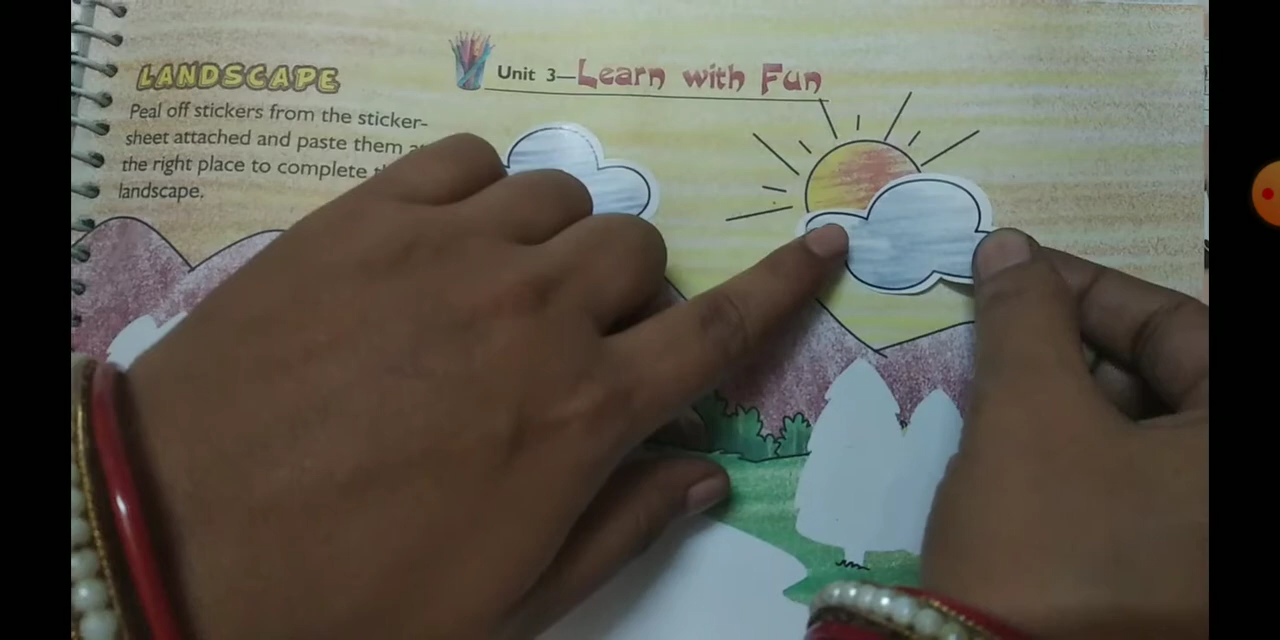 LANDSCAPE
Unit 3—Learn with Fun
Peal off stickers from the sticker-
sheet attached and paste them
the right place to complete
landscape.